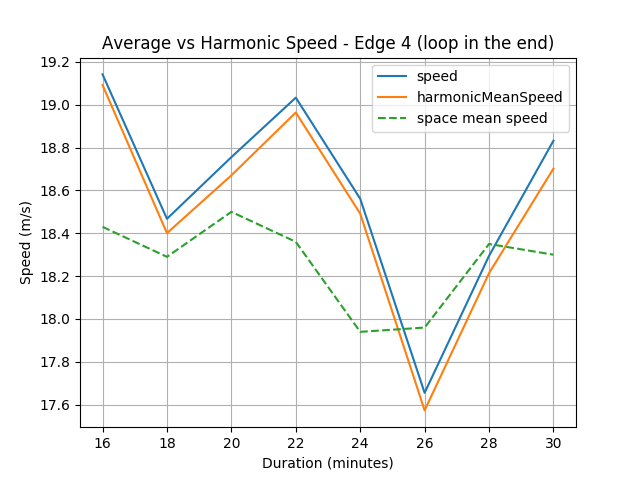 Average vs Harmonic Speed - Edge 4 (loop in the end)
speed
harmonicMeanSpeed
space mean speed
Speed (m/s)
19.2
19.0
18.8
18.6
18.4
18.2
18.0
17.8
17.6
16 18 20 22 24 26 28 30
Duration (minutes)